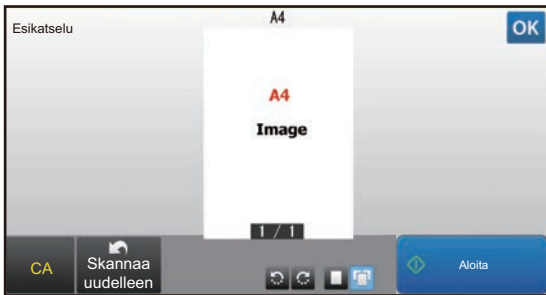 A4
Esikatselu
OK
A4
Image
1 / 1
CA
Skannaa
uudelleen
Aloita